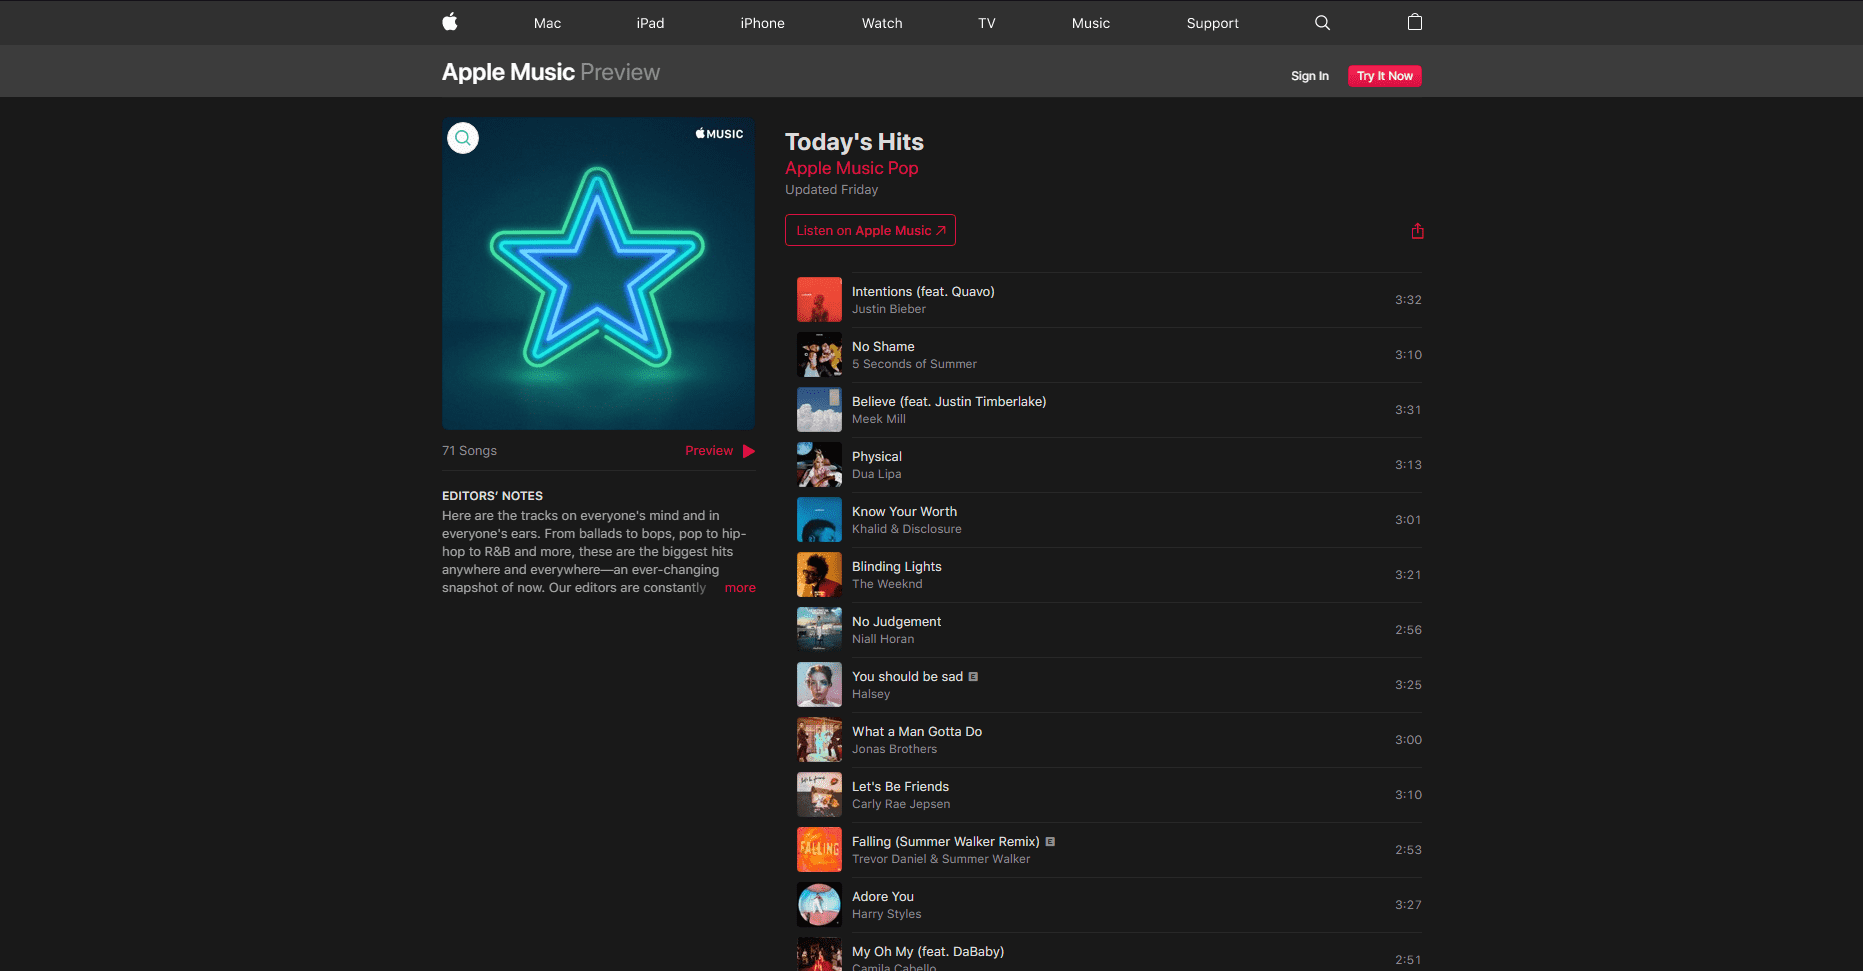 Mac
iPad
iPhone
Watch
TV
Music
Support
Apple Music Preview
Sign In
Try It Now
MUSIC
Today's Hits
Apple Music Pop
Updated Friday
Listen on Apple Music
71 Songs
Preview
EDITORS’ NOTES
Here are the tracks on everyone's mind and in
everyone's ears. From ballads to bops, pop to hip-
hop to R&B and more, these are the biggest hits
anywhere and everywhere—an ever-changing
snapshot of now. Our editors are constantly more
Intentions (feat. Quavo)
Justin Bieber
3:32
No Shame
5 Seconds of Summer
3:10
Believe (feat. Justin Timberlake)
Meek Mill
3:31
Physical
Dua Lipa
3:13
Know Your Worth
Khalid & Disclosure
3:01
Blinding Lights
The Weeknd
3:21
No Judgement
Niall Horan
2:56
You should be sad E
Halsey
3:25
What a Man Gotta Do
Jonas Brothers
3:00
Let's Be Friends
Carly Rae Jepsen
3:10
FALLING
Falling (Summer Walker Remix) E
Trevor Daniel & Summer Walker
2:53
Adore You
Harry Styles
3:27
My Oh My (feat. DaBaby)
Camila Cabello
2:51